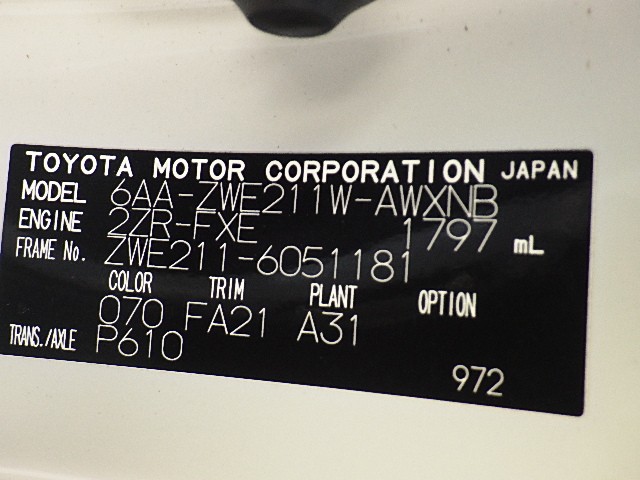 TOYOTA MOTOR CORPORATION JAPAN
MODEL 6AA-ZWE211W-AWXNB
ENGINE 2ZR-FXE 1797 mL
FRAME No. ZWE211-6051181
COLOR TRIM PLANT OPTION
070 FA21 A31
TRANS./AXLE P610
972